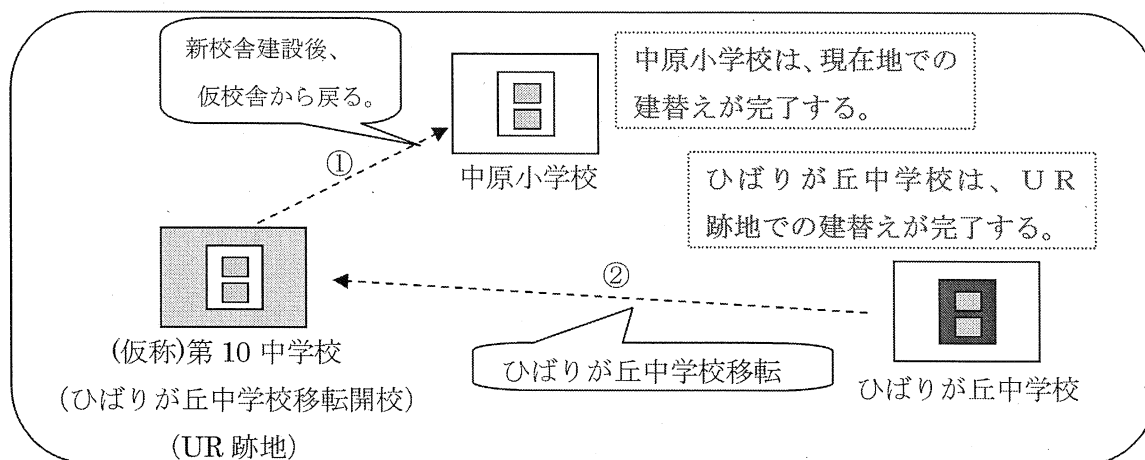 新校舎建設後、
仮校舎から戻る。
中原小学校は、現在地での
建替えが完了する。
①
中原小学校
ひばりが丘中学校は、UR
跡地での建替えが完了する。
②
(仮称)第10中学校
(ひばりが丘中学校移転開校)
(UR跡地)
ひばりが丘中学校移転
ひばりが丘中学校